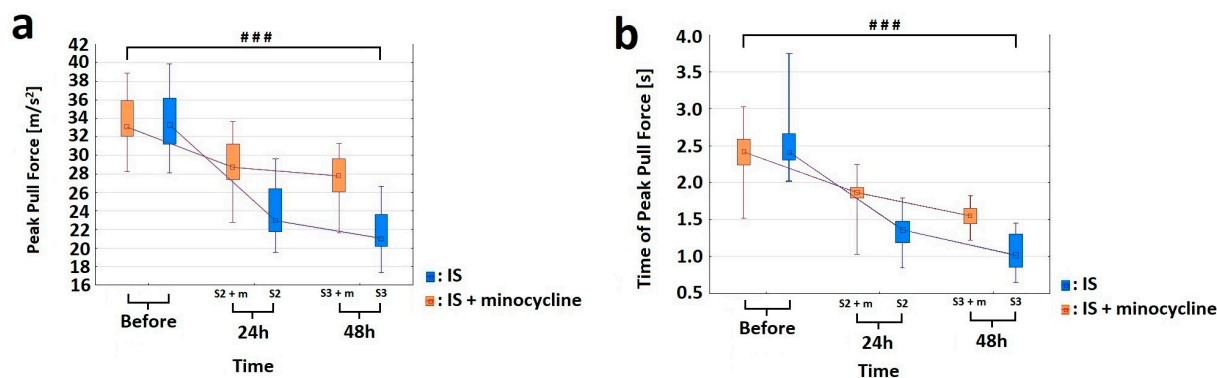 a
# # #
Peak Pull Force [m/s²]
42
40
38
36
34
32
30
28
26
24
22
20
18
16
S2 + m
S2
S3 + m
S3
Before
24h
48h
Time
: IS
: IS + minocycline
b
# # #
Time of Peak Pull Force [s]
4.0
3.5
3.0
2.5
2.0
1.5
1.0
0.5
S2 + m
S2
S3 + m
S3
Before
24h
48h
Time
: IS
: IS + minocycline